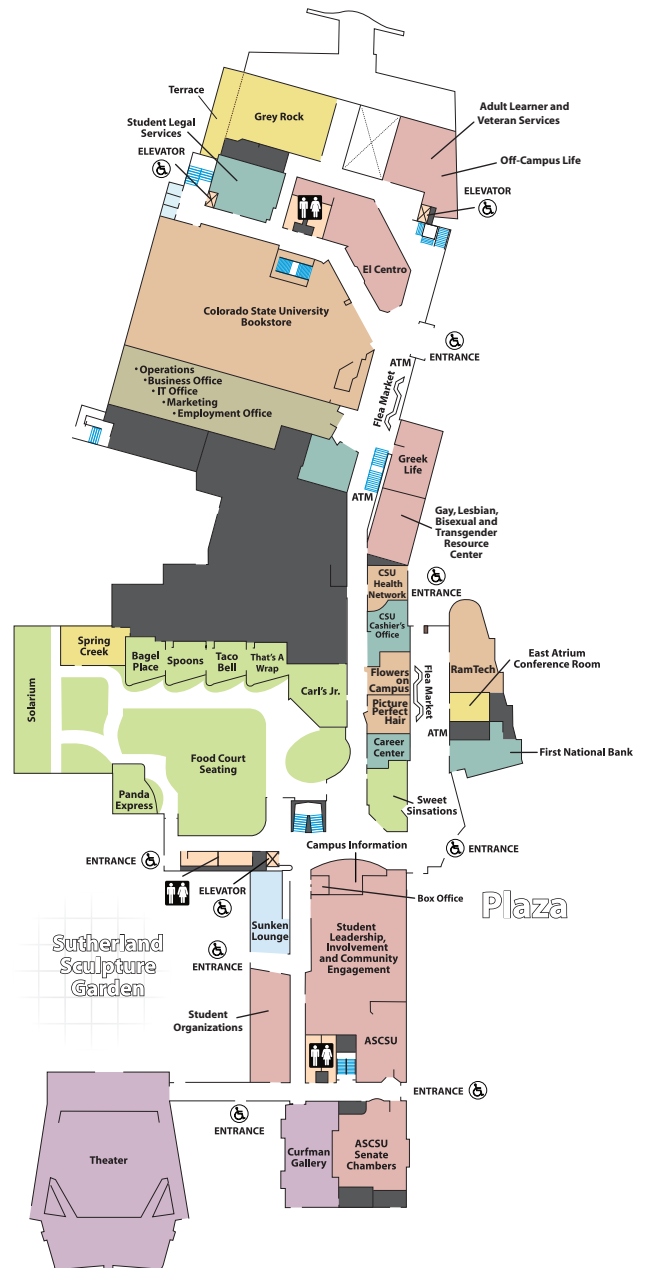 Terrace
Grey Rock
Student Legal
Services
ELEVATOR
Adult Learner and
Veteran Services
Off-Campus Life
ELEVATOR
El Centro
Colorado State University
Bookstore
ENTRANCE
ATM
Flea Market
• Operations
• Business Office
• IT Office
• Marketing
• Employment Office
Greek
Life
ATM
Gay, Lesbian,
Bisexual and
Transgender
Resource
Center
CSU
Health
Network
ENTRANCE
CSU
Cashier's
Office
Spring
Creek
Bagel
Place
Spoons
Taco
Bell
That's A
Wrap
Carl's Jr.
Solarium
Flowers
on
Campus
Flea Market
RamTech
East Atrium
Conference Room
Picture
Perfect
Hair
ATM
Career
Center
First National Bank
Food Court
Seating
Panda
Express
Sweet
Sinsations
ENTRANCE
Campus Information
ENTRANCE
ELEVATOR
Box Office
Plaza
Sunken
Lounge
Student
Leadership,
Involvement
and Community
Engagement
Sutherland
Sculpture
Garden
ENTRANCE
Student
Organizations
ASCSU
ENTRANCE
ENTRANCE
Theater
Curfman
Gallery
ASCSU
Senate
Chambers